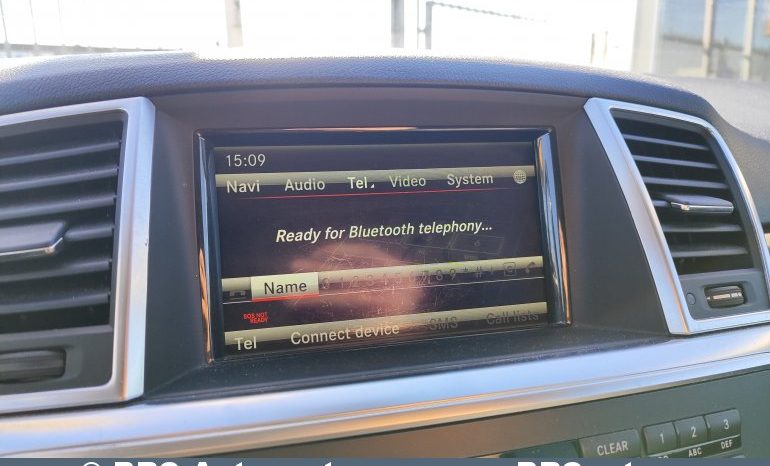 15:09
Navi Audio Tel Video System
Ready for Bluetooth telephony...
Name
SOS NOT
READY
Tel Connect device SMS Call lists
CLEAR 1 2 3
ABC DEF